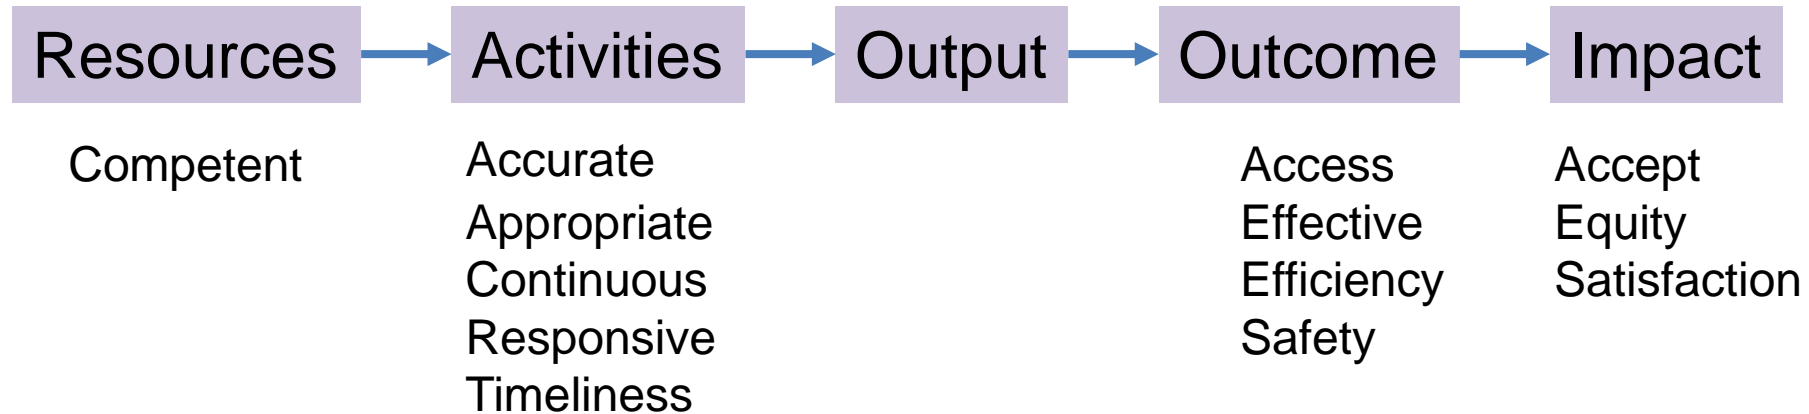 Resources Activities Output Outcome Impact
Competent Accurate Access Accept
Appropriate Effective Equity
Continuous Efficiency Satisfaction
Responsive Safety
Timeliness